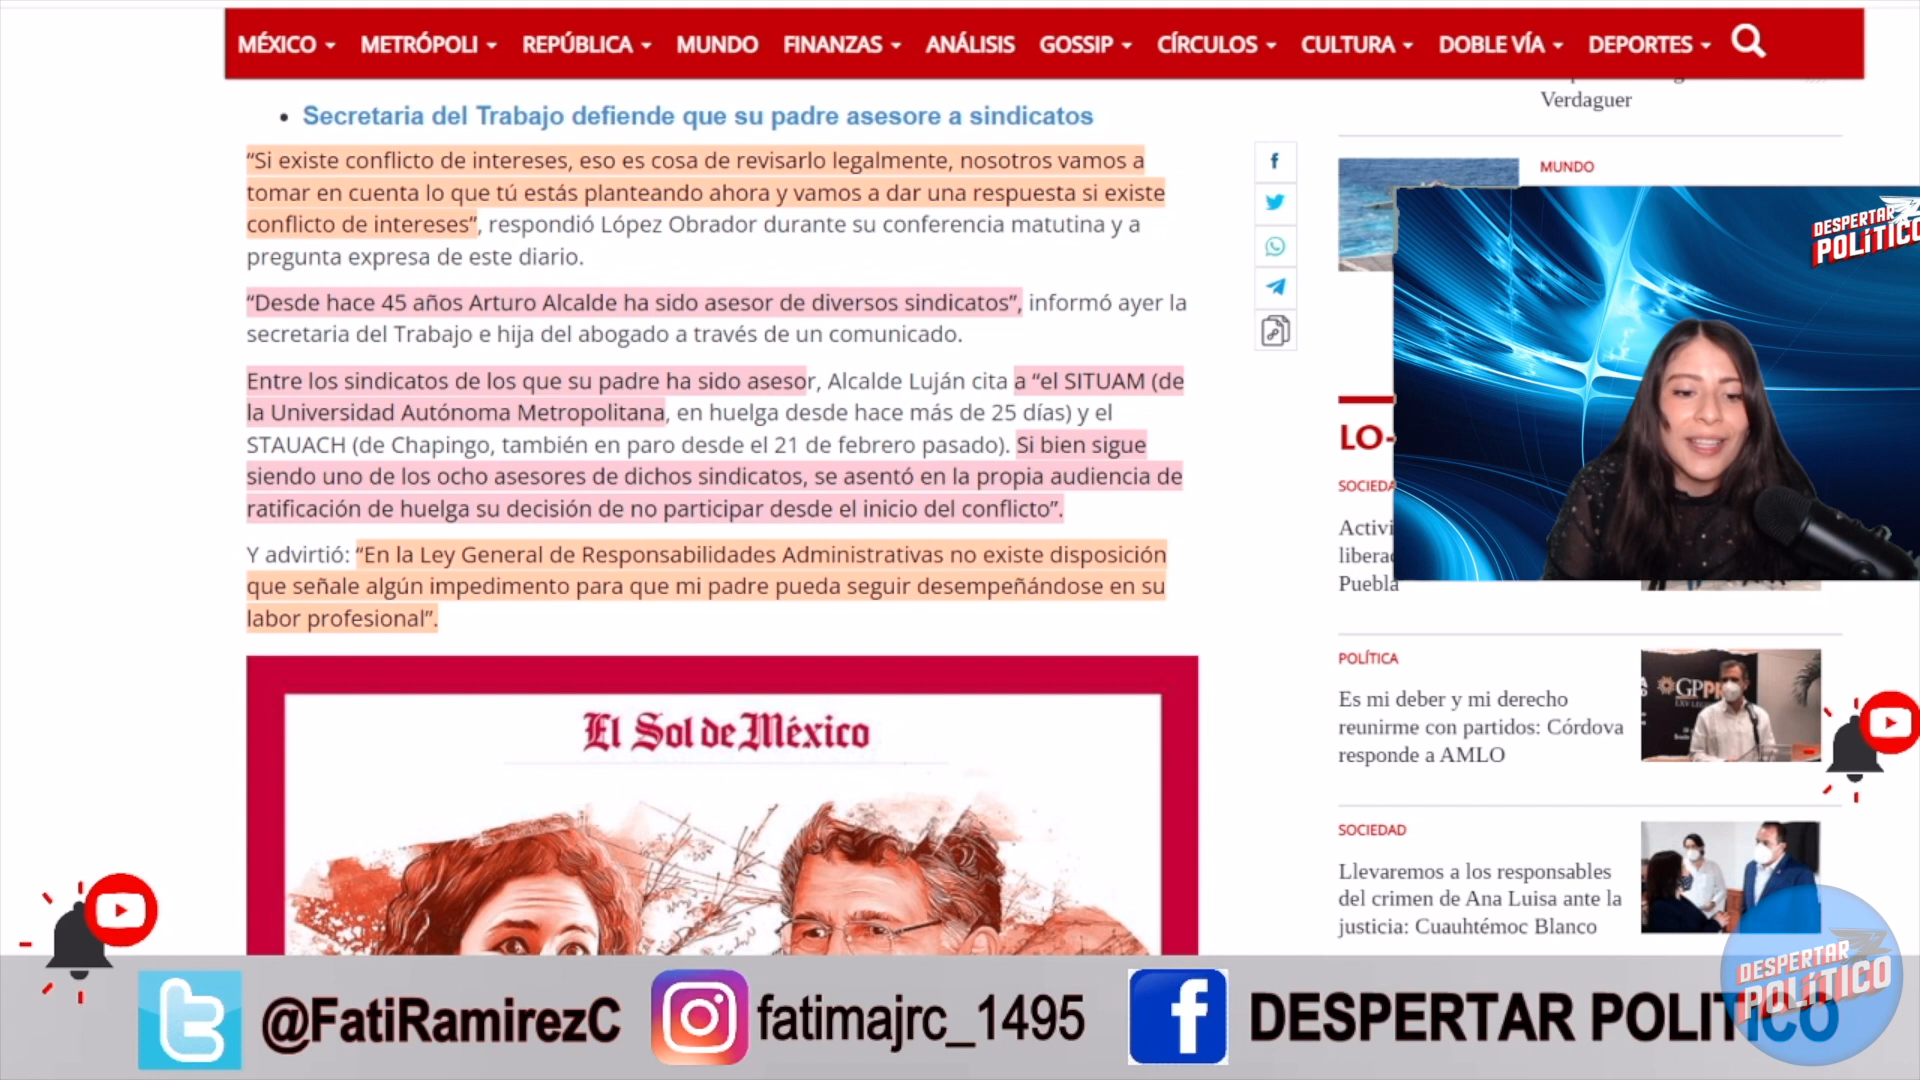 MÉXICO METRÓPOLI REPÚBLICA MUNDO FINANZAS ANÁLISIS GOSSIP CÍRCULOS CULTURA DOBLE VÍA DEPORTES
Secretaria del Trabajo defiende que su padre asesore a sindicatos
“Si existe conflicto de intereses, eso es cosa de revisarlo legalmente, nosotros vamos a
tomar en cuenta lo que tú estás planteando ahora y vamos a dar una respuesta si existe
conflicto de intereses”, respondió López Obrador durante su conferencia matutina y a
pregunta expresa de este diario.
“Desde hace 45 años Arturo Alcalde ha sido asesor de diversos sindicatos”, informó ayer la
secretaria del Trabajo e hija del abogado a través de un comunicado.
Entre los sindicatos de los que su padre ha sido asesor, Alcalde Luján cita a “el SITUAM (de
la Universidad Autónoma Metropolitana, en huelga desde hace más de 25 días) y el
STAUACH (de Chapingo, también en paro desde el 21 de febrero pasado). Si bien sigue
siendo uno de los ocho asesores de dichos sindicatos, se asentó en la propia audiencia de
ratificación de huelga su decisión de no participar desde el inicio del conflicto”.
Y advirtió: “En la Ley General de Responsabilidades Administrativas no existe disposición
que señale algún impedimento para que mi padre pueda seguir desempeñándose en su
labor profesional”.
El Sol de México
Verdaguer
MUNDO
DESPERTAR
POLÍTICO
LO-
SOCIEDA
Activi
liberac
Puebla
POLÍTICA
Es mi deber y mi derecho
reunirme con partidos: Córdova
responde a AMLO
GPPR
SOCIEDAD
Llevaremos a los responsables
del crimen de Ana Luisa ante la
justicia: Cuauhtémoc Blanco
DESPERTAR
POLÍTICO
@FatiRamirezC fatimajrc_1495 DESPERTAR POLITICO